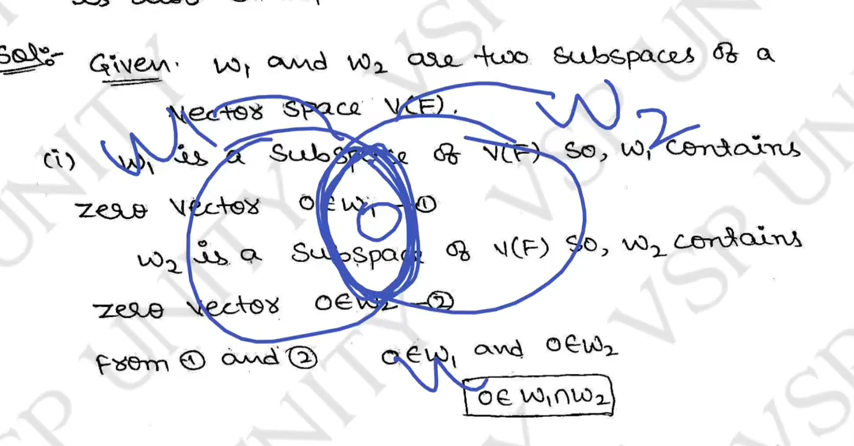 Sol:- Given. W₁ and W₂ are two subspaces of a
Vector space V(F).
(i) W₁ is a subspace of V(F) so, W₁ contains
zero vector 0∈W₁ —①
W₂ is a subspace of V(F) so, W₂ contains
zero vector 0∈W₂ —②
from ① and ② 0∈W₁ and 0∈W₂
0∈ W₁∩W₂
W
W2
W
VSP UNITY